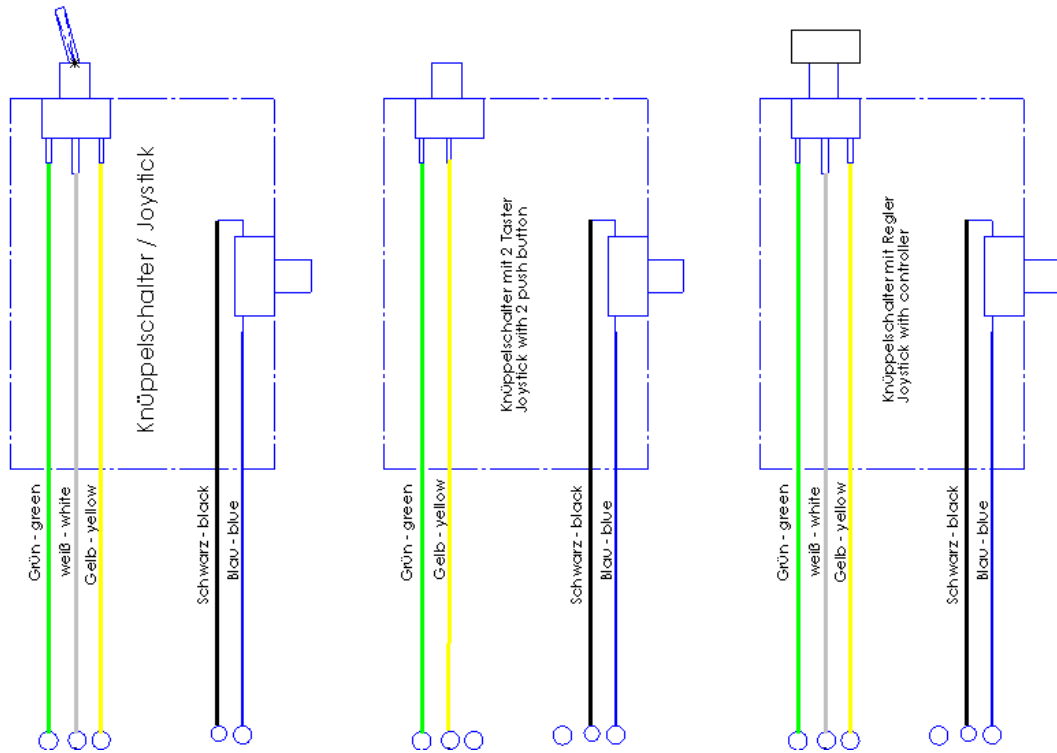 Knüppelschalter / Joystick
Grün - green
weiß - white
Gelb - yellow
Schwarz - black
Blau - blue
Knüppelschalter mit 2 Taster
Joystick with 2 push button
Grün - green
Gelb - yellow
Schwarz - black
Blau - blue
Knüppelschalter mit Regler
Joystick with controller
Grün - green
weiß - white
Gelb - yellow
Schwarz - black
Blau - blue